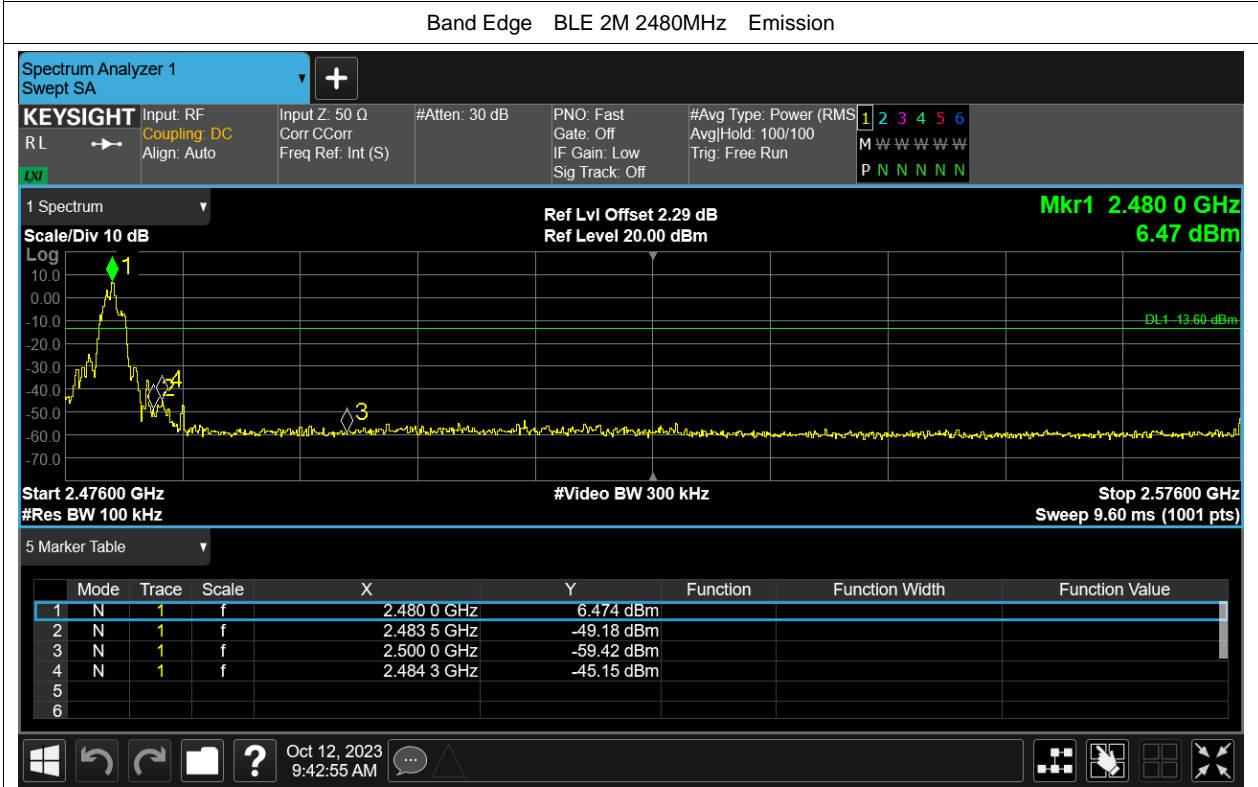 Band Edge BLE 2M 2480MHz Emission
Spectrum Analyzer 1
Swept SA
KEYSIGHT
RL
LXI
Input: RF
Coupling: DC
Align: Auto
Input Z: 50 Ω
Corr CCorr
Freq Ref: Int (S)
#Atten: 30 dB
PNO: Fast
Gate: Off
IF Gain: Low
Sig Track: Off
#Avg Type: Power (RMS
Avg|Hold: 100/100
Trig: Free Run
1 2 3 4 5 6
M W W W W W
P N N N N N
1 Spectrum
Scale/Div 10 dB
Ref Lvl Offset 2.29 dB
Ref Level 20.00 dBm
Mkr1 2.480 0 GHz
6.47 dBm
Log
10.0
0.00
-10.0
-20.0
-30.0
-40.0
-50.0
-60.0
-70.0
1
2
4
3
DL1 -13.60 dBm
Start 2.47600 GHz
#Video BW 300 kHz
Stop 2.57600 GHz
#Res BW 100 kHz
Sweep 9.60 ms (1001 pts)
5 Marker Table
Mode Trace Scale X Y Function Function Width Function Value
1 N 1 f 2.480 0 GHz 6.474 dBm
2 N 1 f 2.483 5 GHz -49.18 dBm
3 N 1 f 2.500 0 GHz -59.42 dBm
4 N 1 f 2.484 3 GHz -45.15 dBm
5
6
?
Oct 12, 2023
9:42:55 AM